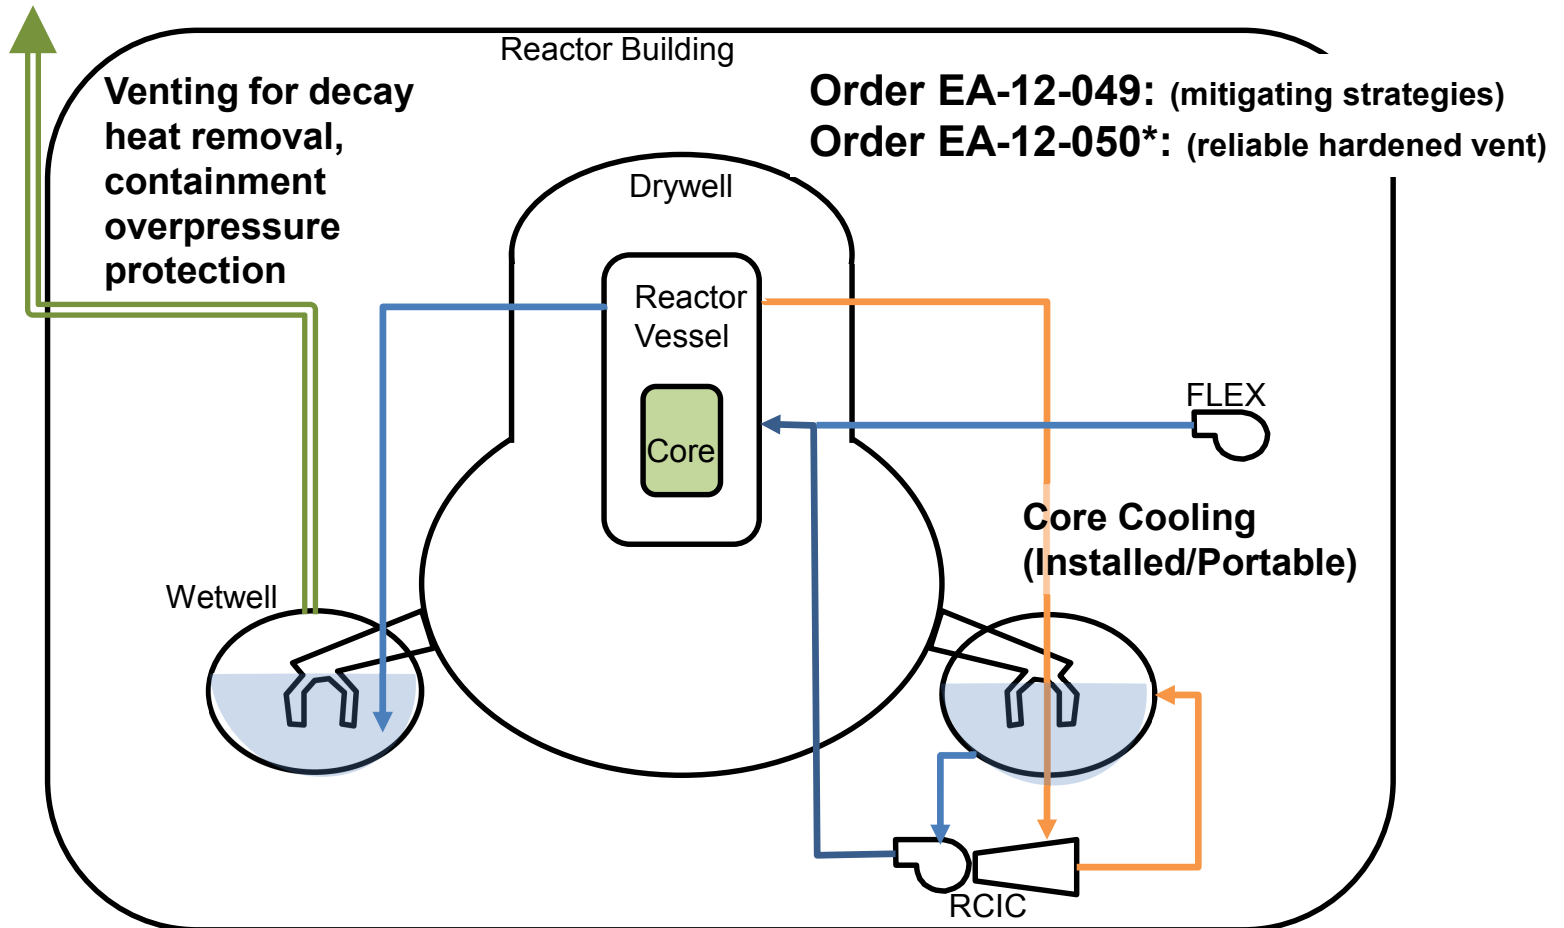 Reactor Building
Venting for decay
heat removal,
containment
overpressure
protection
Order EA-12-049: (mitigating strategies)
Order EA-12-050*: (reliable hardened vent)
Drywell
Reactor
Vessel
Core
FLEX
Core Cooling
(Installed/Portable)
Wetwell
RCIC